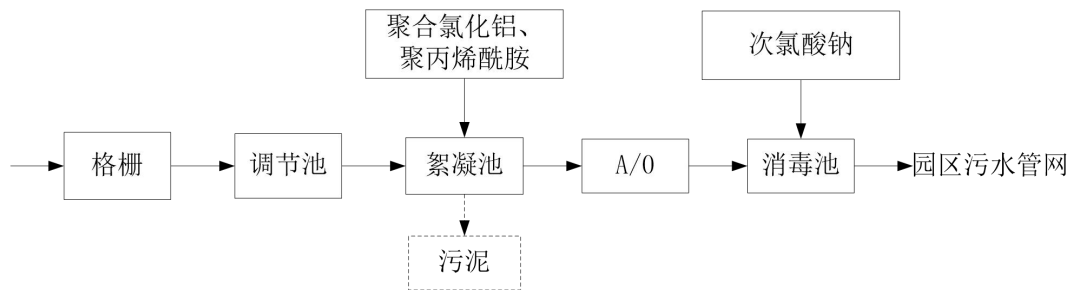 聚合氯化铝、
聚丙烯酰胺
次氯酸钠
格栅
调节池
絮凝池
A/O
消毒池
园区污水管网
污泥